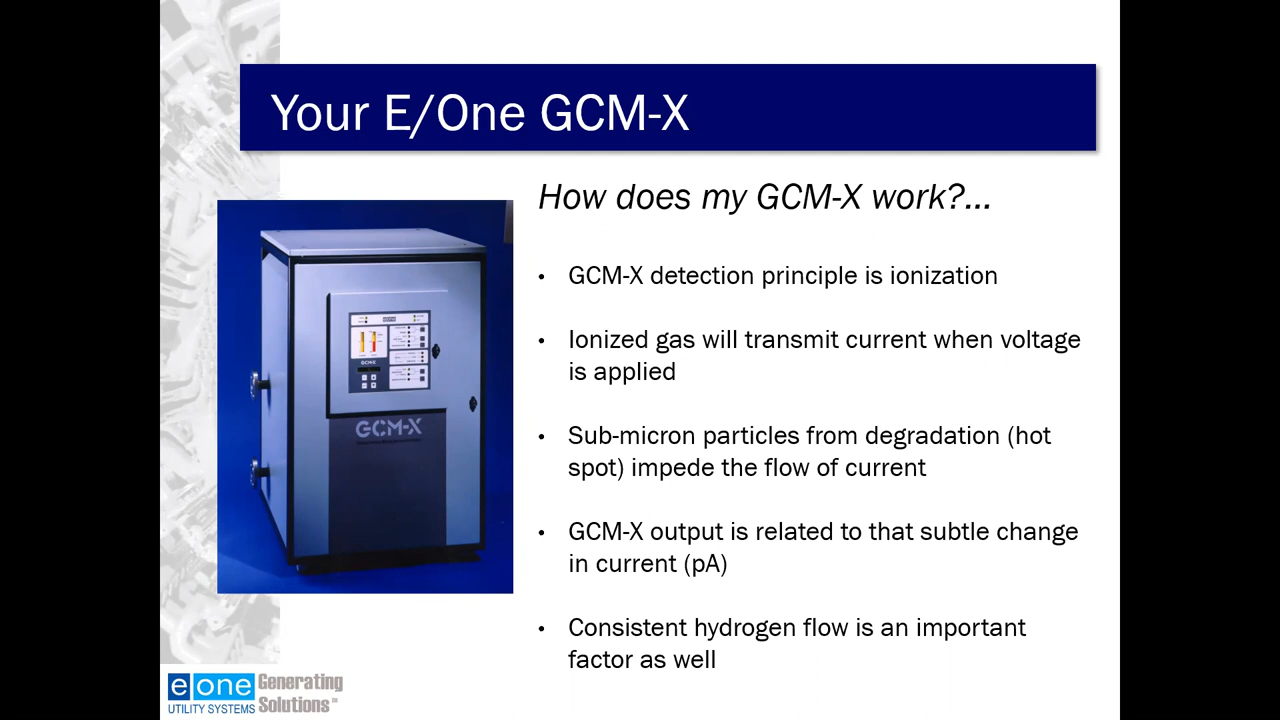 Your E/One GCM-X
How does my GCM-X work?...
• GCM-X detection principle is ionization
• Ionized gas will transmit current when voltage
is applied
• Sub-micron particles from degradation (hot
spot) impede the flow of current
• GCM-X output is related to that subtle change
in current (pA)
• Consistent hydrogen flow is an important
factor as well
GCM-X
GCM-X
e one
UTILITY SYSTEMS
Generating
Solutions